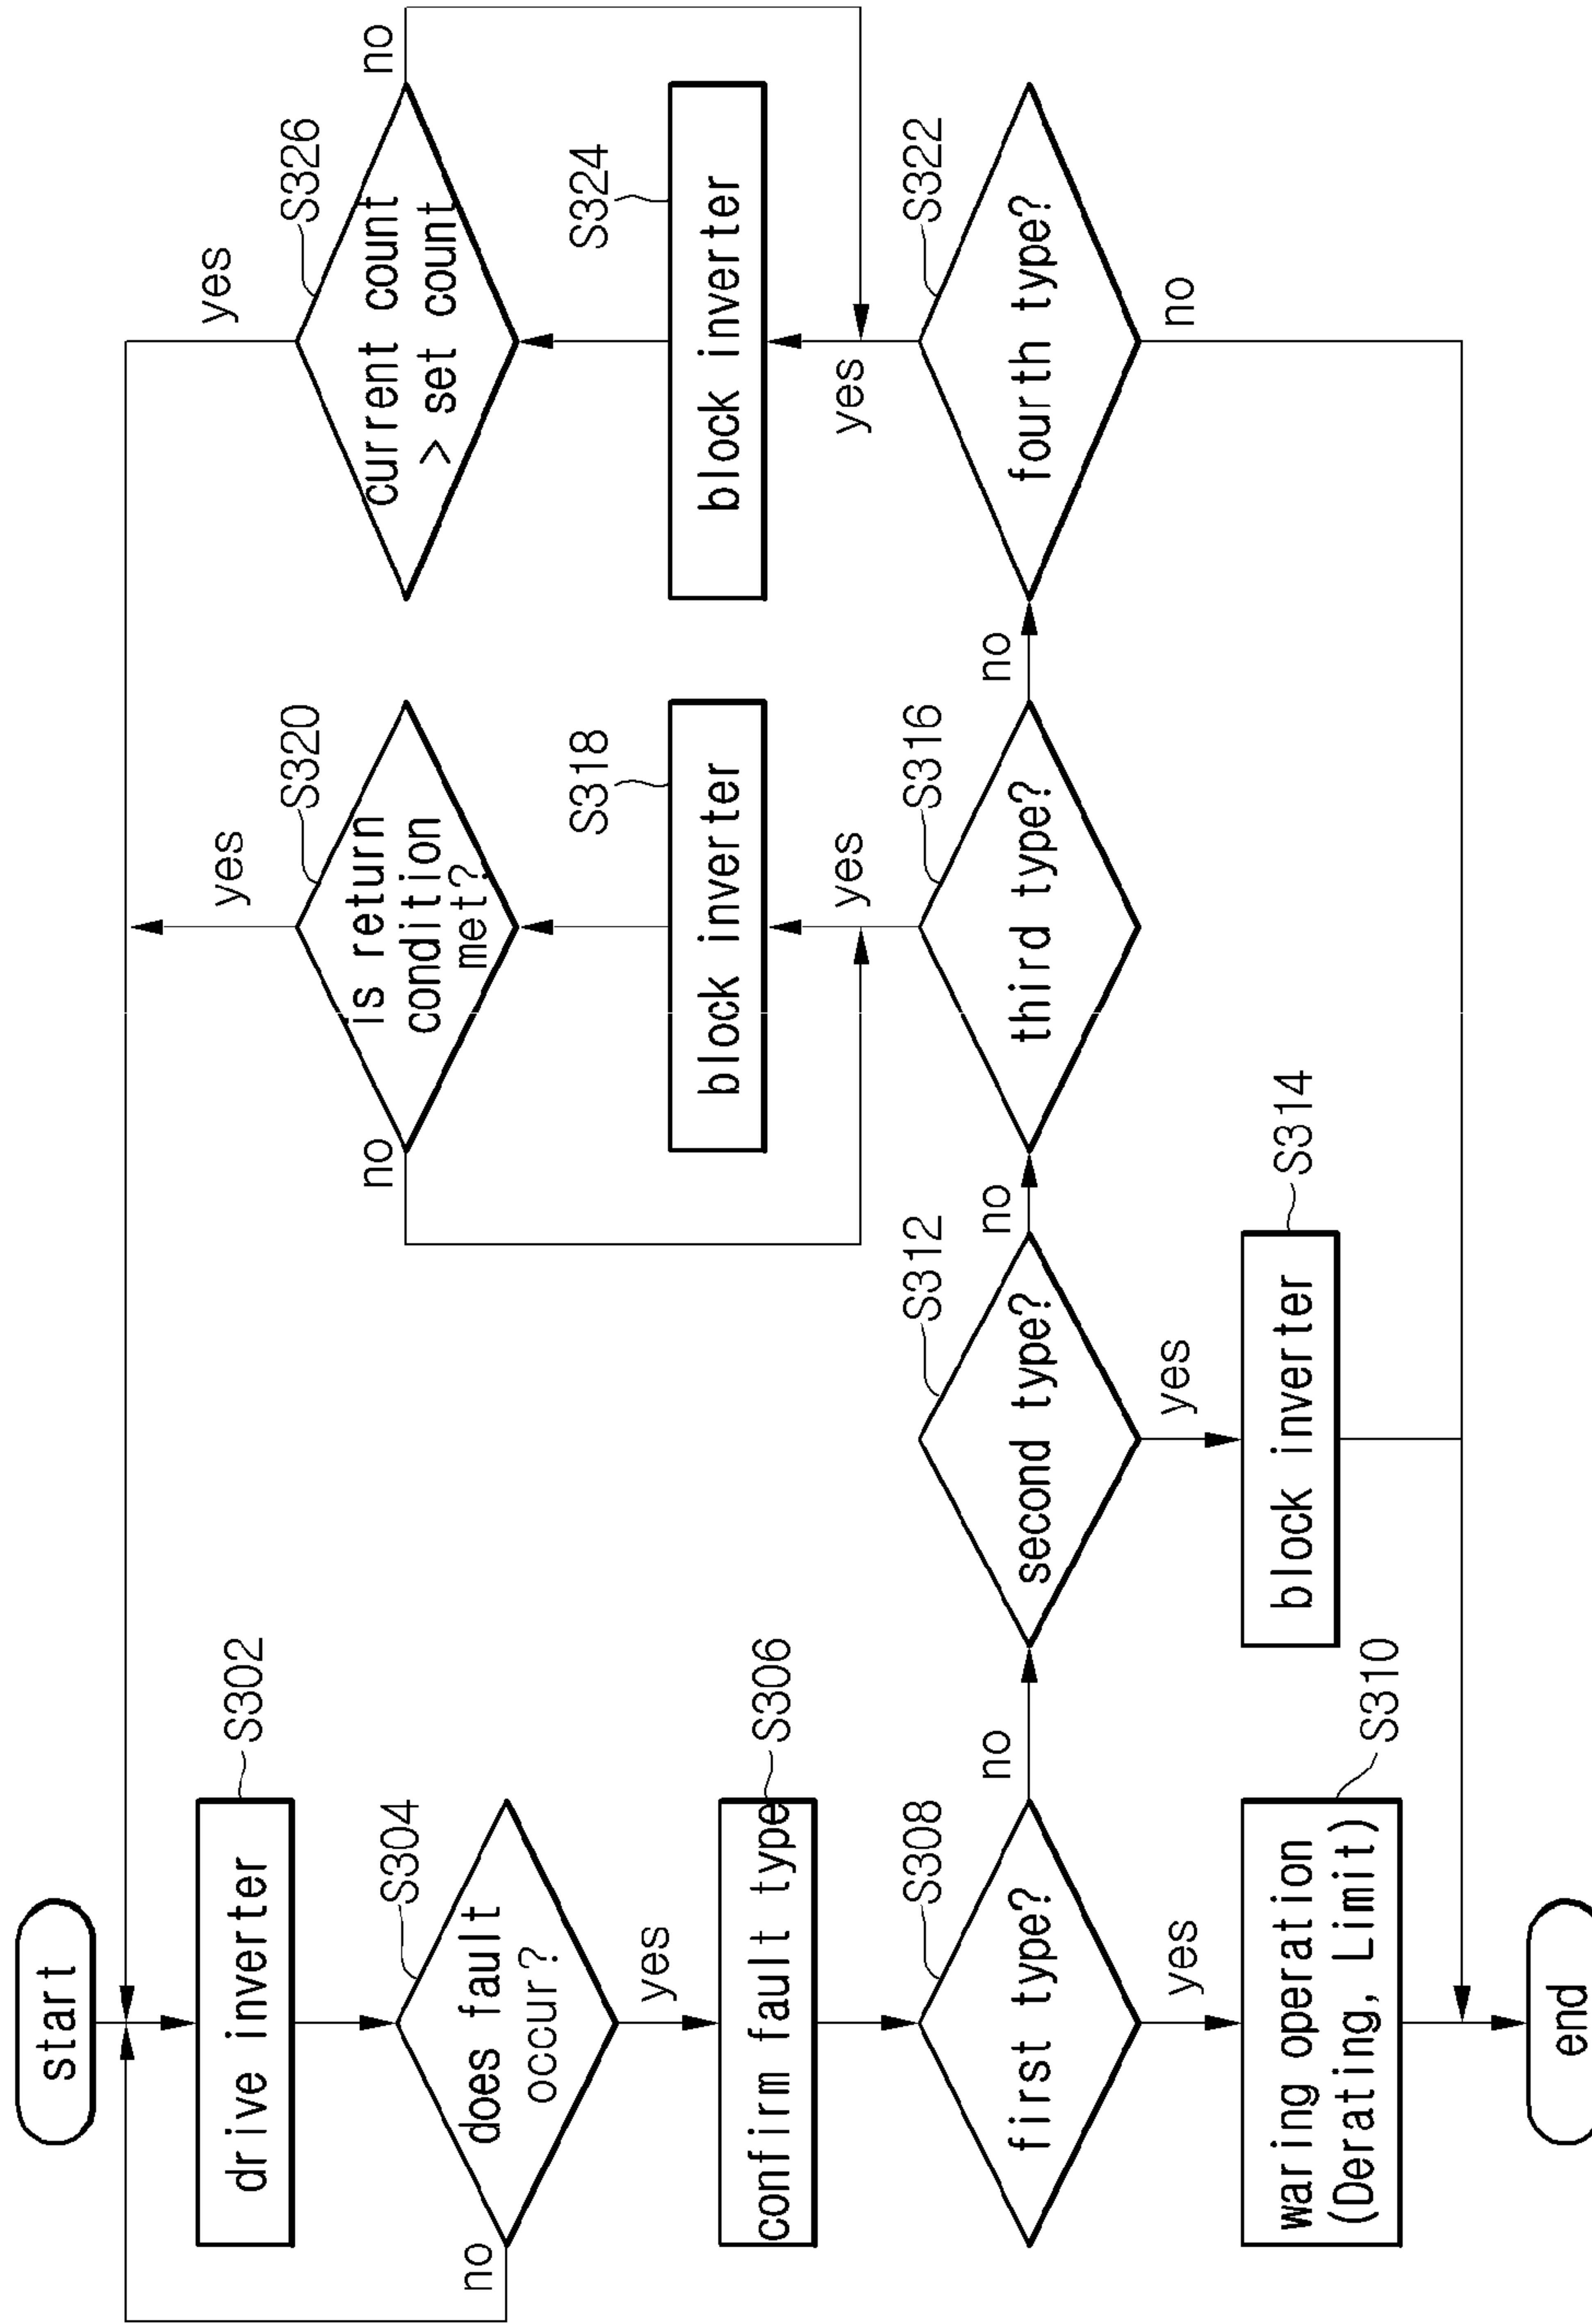 start
drive inverter
S302
does fault
occur?
S304
no
yes
confirm fault type
S306
first type?
S308
no
yes
waring operation
(Derating, Limit)
S310
end
second type?
S312
no
yes
block inverter
S314
third type?
S316
no
yes
block inverter
S318
is return
condition
met?
S320
no
yes
fourth type?
S322
no
yes
block inverter
S324
current count
> set count
S326
no
yes